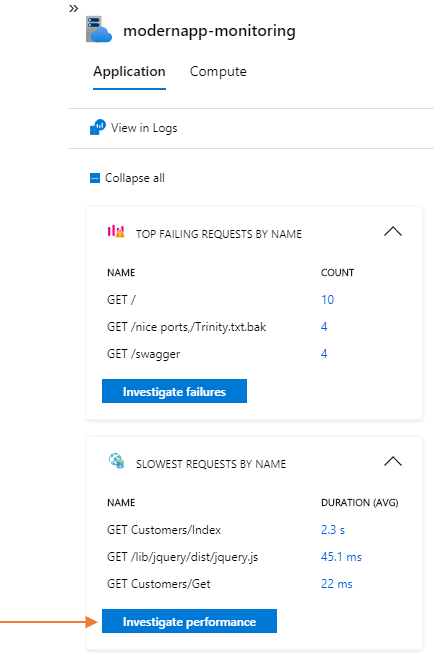 »
modernapp-monitoring
Application Compute
View in Logs
Collapse all
TOP FAILING REQUESTS BY NAME
NAME COUNT
GET / 10
GET /nice ports,/Trinity.txt.bak 4
GET /swagger 4
Investigate failures
SLOWEST REQUESTS BY NAME
NAME DURATION (AVG)
GET Customers/Index 2.3 s
GET /lib/jquery/dist/jquery.js 45.1 ms
GET Customers/Get 22 ms
Investigate performance